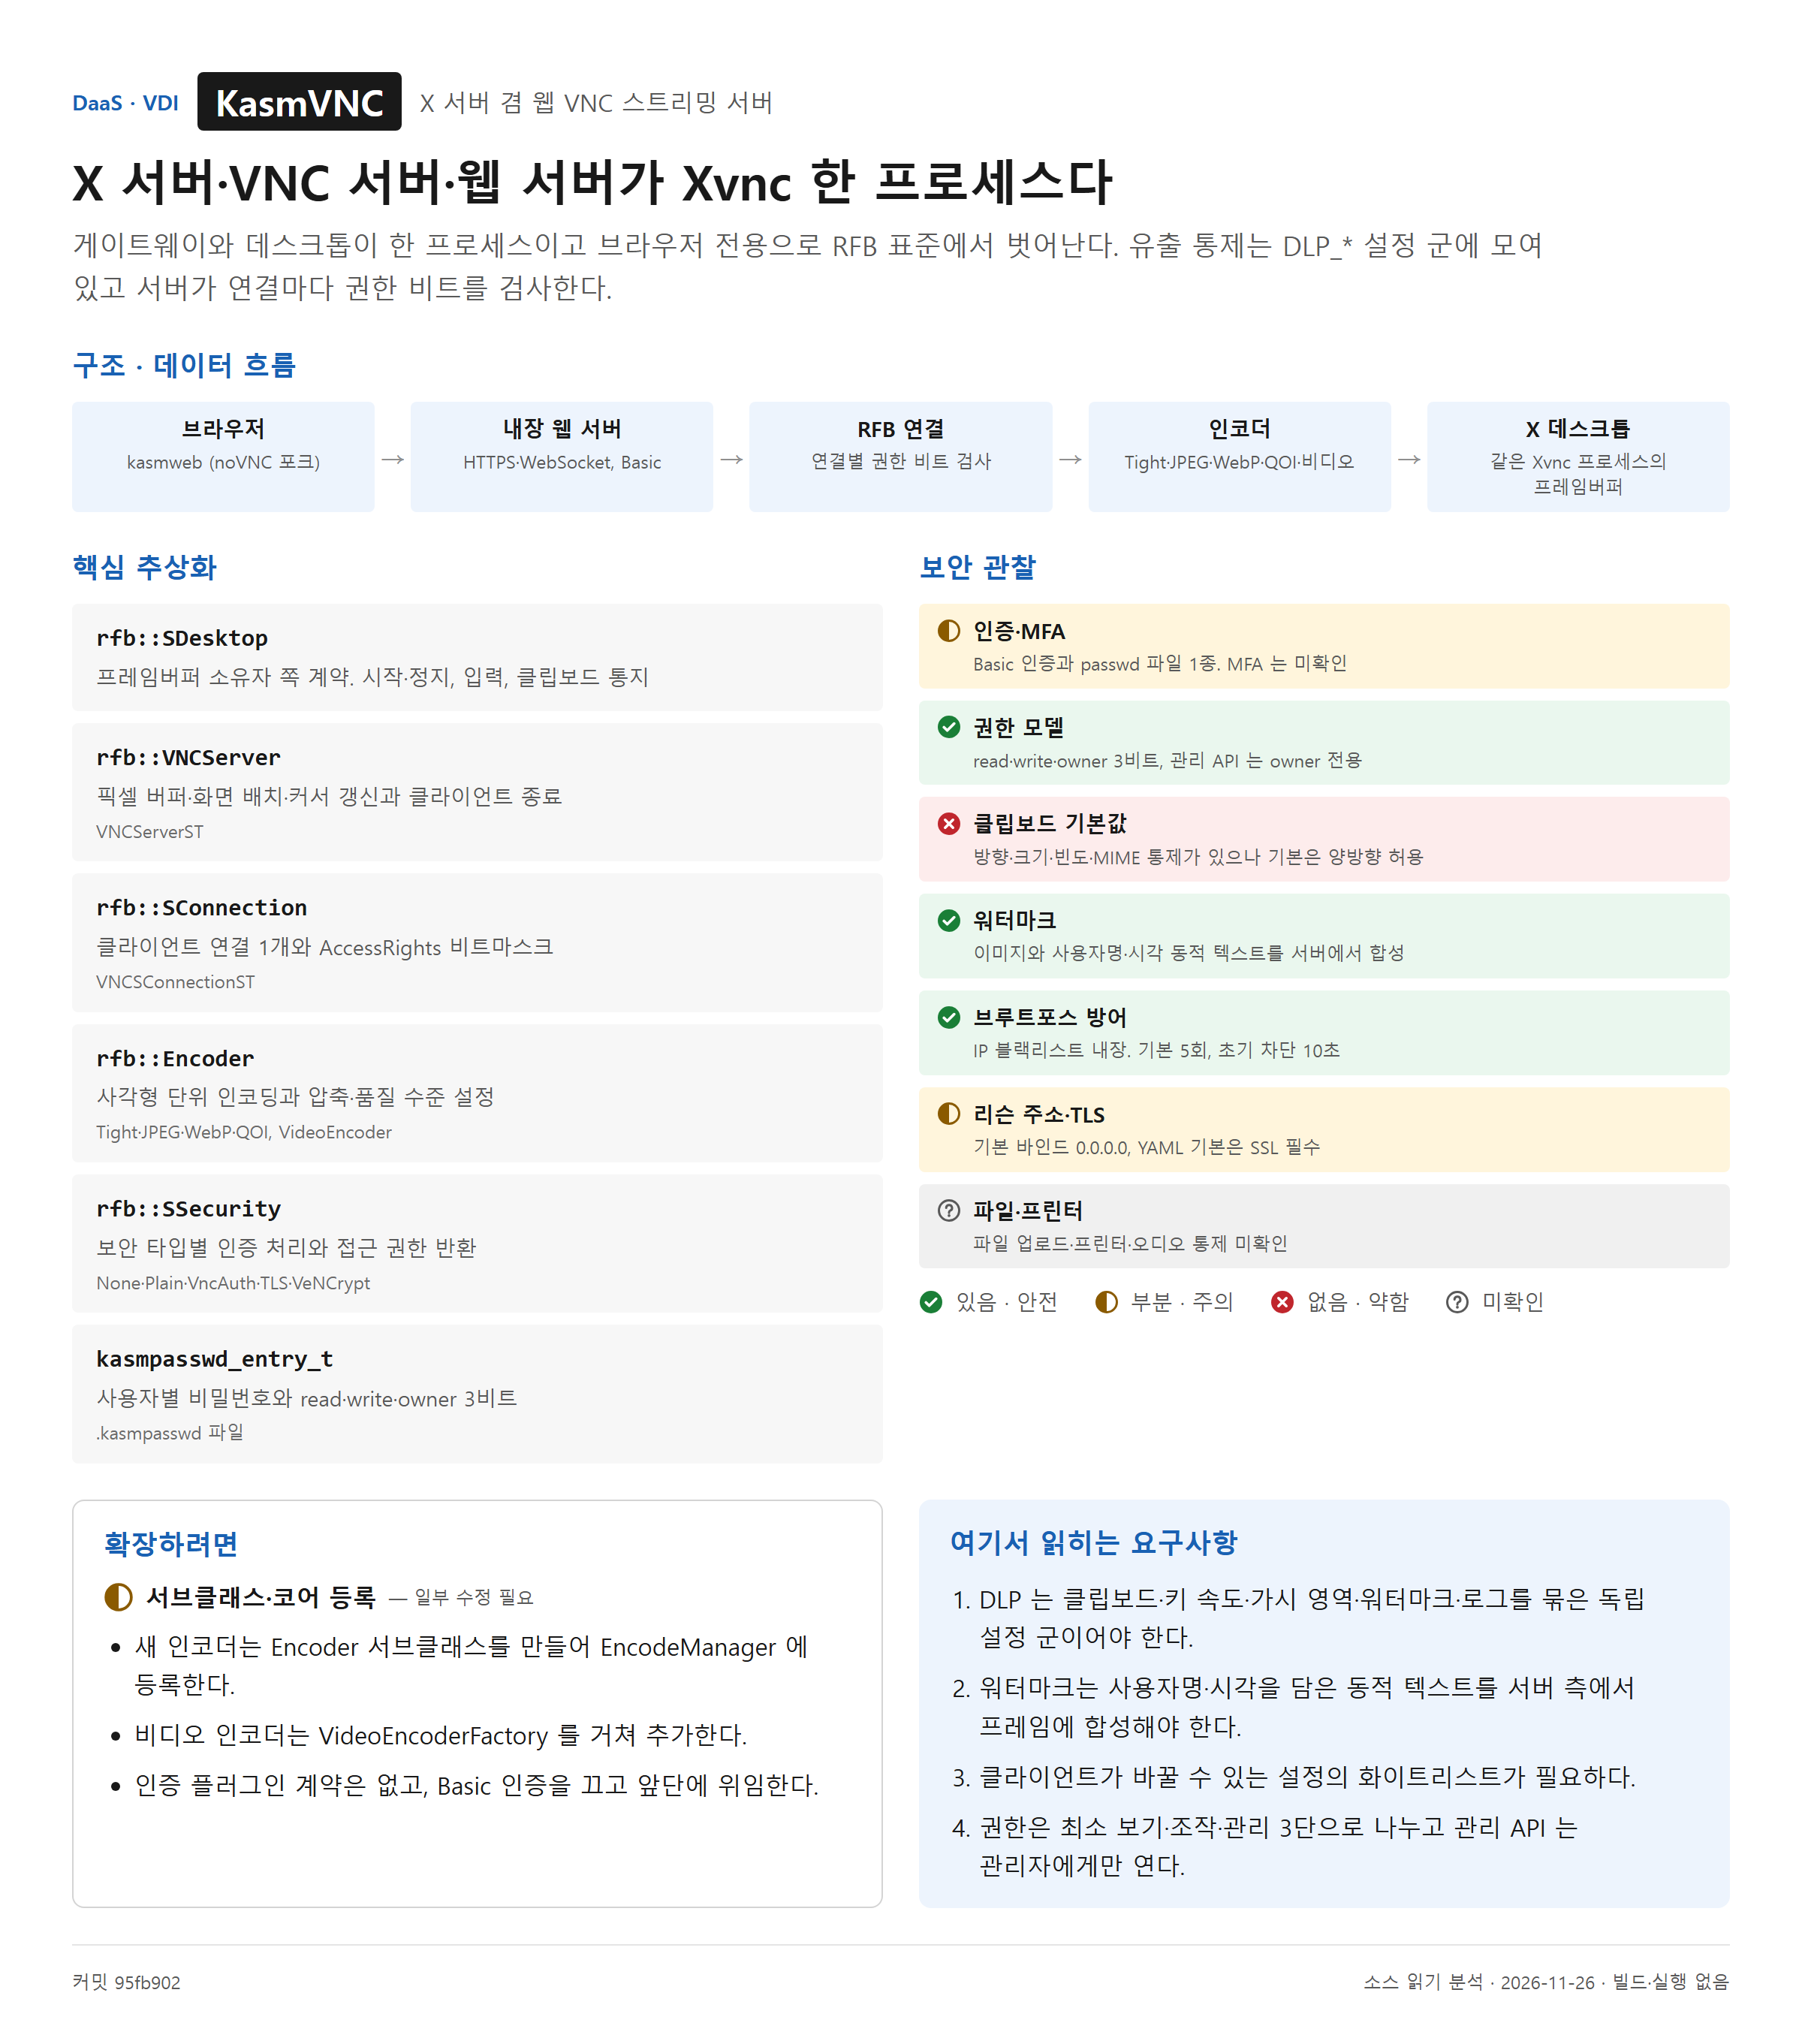 DaaS · VDI KasmVNC X 서버 겸 웹 VNC 스트리밍 서버
X 서버·VNC 서버·웹 서버가 Xvnc 한 프로세스다
게이트웨이와 데스크톱이 한 프로세스이고 브라우저 전용으로 RFB 표준에서 벗어난다. 유출 통제는 DLP_* 설정 군에 모여
있고 서버가 연결마다 권한 비트를 검사한다.
구조 · 데이터 흐름
브라우저
kasmweb (noVNC 포크)
→
내장 웹 서버
HTTPS·WebSocket, Basic
→
RFB 연결
연결별 권한 비트 검사
→
인코더
Tight·JPEG·WebP·QOI·비디오
→
X 데스크톱
같은 Xvnc 프로세스의
프레임버퍼
핵심 추상화
rfb::SDesktop
프레임버퍼 소유자 쪽 계약. 시작·정지, 입력, 클립보드 통지
rfb::VNCServer
픽셀 버퍼·화면 배치·커서 갱신과 클라이언트 종료
VNCServerST
rfb::SConnection
클라이언트 연결 1개와 AccessRights 비트마스크
VNCSConnectionST
rfb::Encoder
사각형 단위 인코딩과 압축·품질 수준 설정
Tight·JPEG·WebP·QOI, VideoEncoder
rfb::SSecurity
보안 타입별 인증 처리와 접근 권한 반환
None·Plain·VncAuth·TLS·VeNCrypt
kasmpasswd_entry_t
사용자별 비밀번호와 read·write·owner 3비트
.kasmpasswd 파일
보안 관찰
인증·MFA
Basic 인증과 passwd 파일 1종. MFA 는 미확인
권한 모델
read·write·owner 3비트, 관리 API 는 owner 전용
클립보드 기본값
방향·크기·빈도·MIME 통제가 있으나 기본은 양방향 허용
워터마크
이미지와 사용자명·시각 동적 텍스트를 서버에서 합성
브루트포스 방어
IP 블랙리스트 내장. 기본 5회, 초기 차단 10초
리슨 주소·TLS
기본 바인드 0.0.0.0, YAML 기본은 SSL 필수
파일·프린터
파일 업로드·프린터·오디오 통제 미확인
있음 · 안전 부분 · 주의 없음 · 약함 미확인
확장하려면
서브클래스·코어 등록 — 일부 수정 필요
• 새 인코더는 Encoder 서브클래스를 만들어 EncodeManager 에
등록한다.
• 비디오 인코더는 VideoEncoderFactory 를 거쳐 추가한다.
• 인증 플러그인 계약은 없고, Basic 인증을 끄고 앞단에 위임한다.
여기서 읽히는 요구사항
1. DLP 는 클립보드·키 속도·가시 영역·워터마크·로그를 묶은 독립
설정 군이어야 한다.
2. 워터마크는 사용자명·시각을 담은 동적 텍스트를 서버 측에서
프레임에 합성해야 한다.
3. 클라이언트가 바꿀 수 있는 설정의 화이트리스트가 필요하다.
4. 권한은 최소 보기·조작·관리 3단으로 나누고 관리 API 는
관리자에게만 연다.
커밋 95fb902
소스 읽기 분석 · 2026-11-26 · 빌드·실행 없음